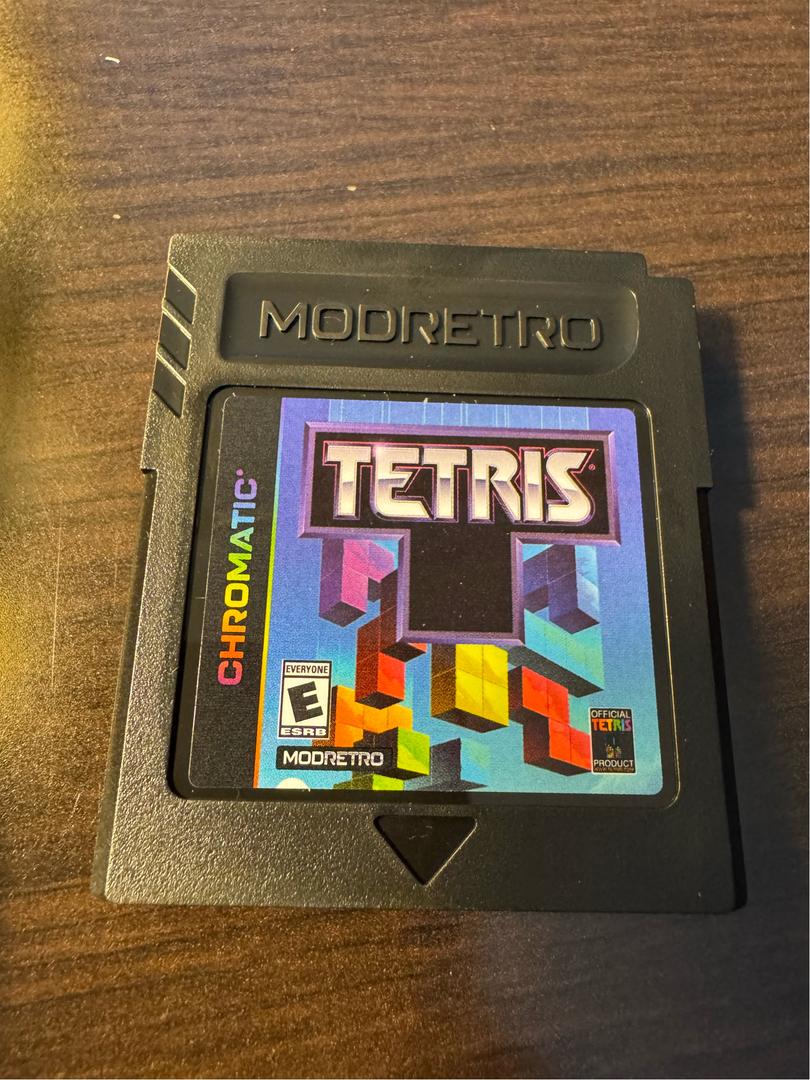 MODRETRO
CHROMATIC
TETRIS®
EVERYONE
E
ESRB
MODRETRO
OFFICIAL
TETRIS
PRODUCT